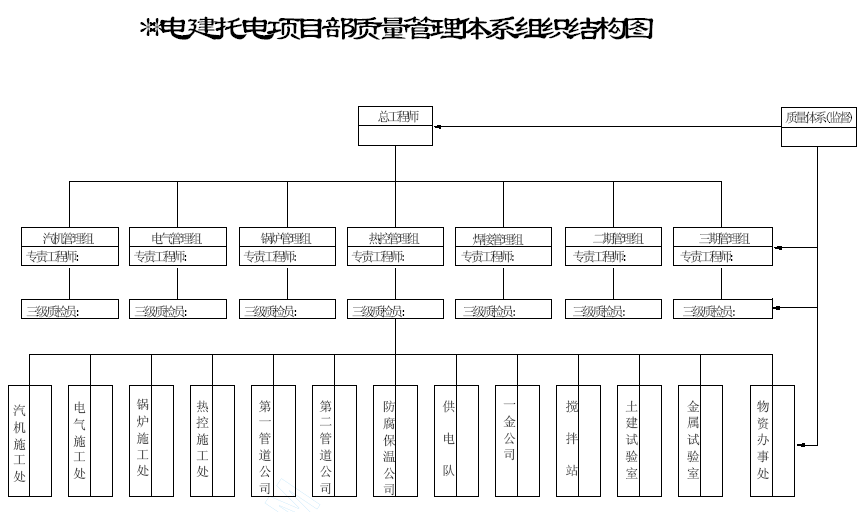 ※电建托电项目部质量管理体系组织结构图
总工程师
质量体系(监督)
汽机管理组
专责工程师:
电气管理组
专责工程师:
锅炉管理组
专责工程师:
热控管理组
专责工程师:
焊接管理组
专责工程师:
二期管理组
专责工程师:
三期管理组
专责工程师:
三级质检员:
三级质检员:
三级质检员:
三级质检员:
三级质检员:
三级质检员:
三级质检员:
汽机施工处
电气施工处
锅炉施工处
热控施工处
第一管道公司
第二管道公司
防腐保温公司
供电队
一金公司
搅拌站
土建试验室
金属试验室
物资办事处